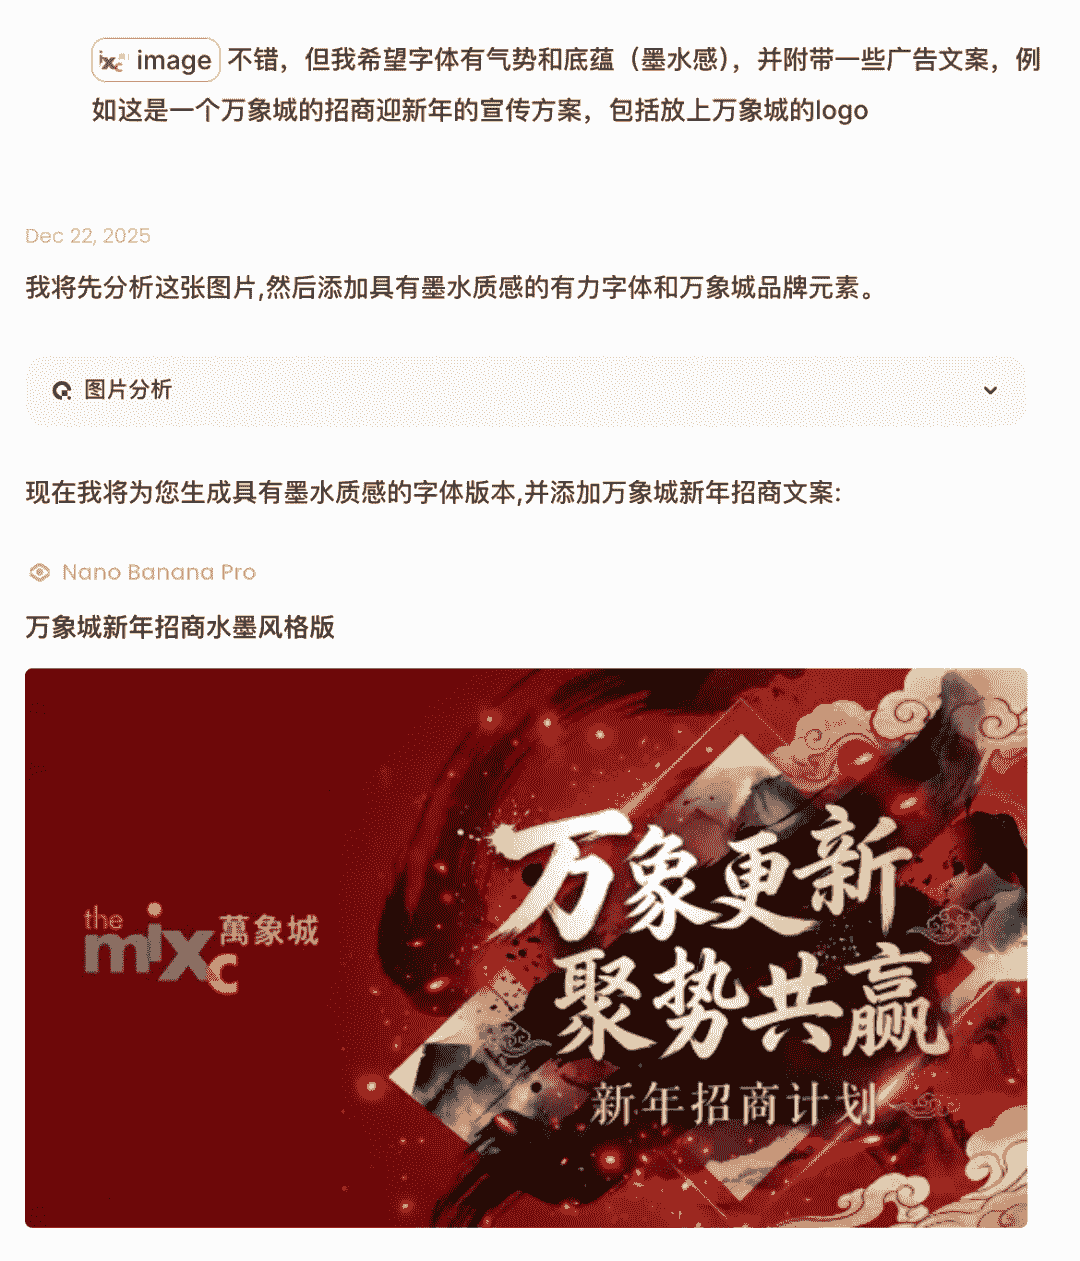 image 不错，但我希望字体有气势和底蕴（墨水感），并附带一些广告文案，例
如这是一个万象城的招商迎新年的宣传方案，包括放上万象城的logo
Dec 22, 2025
我将先分析这张图片,然后添加具有墨水质感的有力字体和万象城品牌元素。
图片分析
现在我将为您生成具有墨水质感的字体版本,并添加万象城新年招商文案:
Nano Banana Pro
万象城新年招商水墨风格版
the mixc 萬象城
万象更新
聚势共赢
新年招商计划